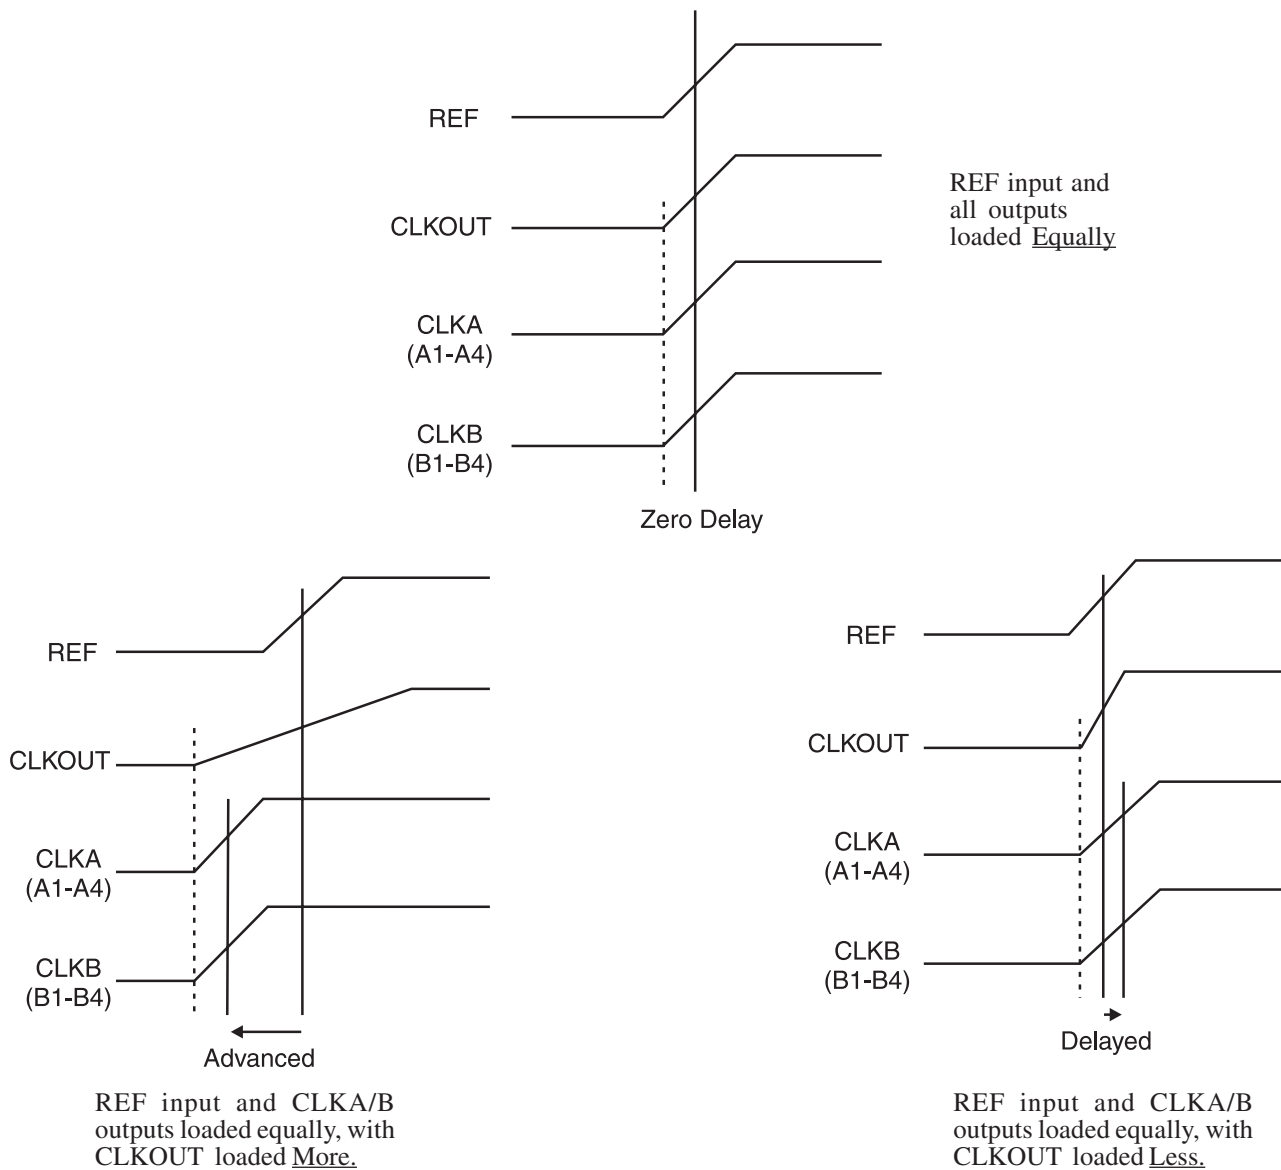 REF
CLKOUT
CLKA
(A1-A4)
CLKB
(B1-B4)
Zero Delay
REF input and
all outputs
loaded Equally
REF
CLKOUT
CLKA
(A1-A4)
CLKB
(B1-B4)
Advanced
REF input and CLKA/B
outputs loaded equally, with
CLKOUT loaded More.
REF
CLKOUT
CLKA
(A1-A4)
CLKB
(B1-B4)
Delayed
REF input and CLKA/B
outputs loaded equally, with
CLKOUT loaded Less.